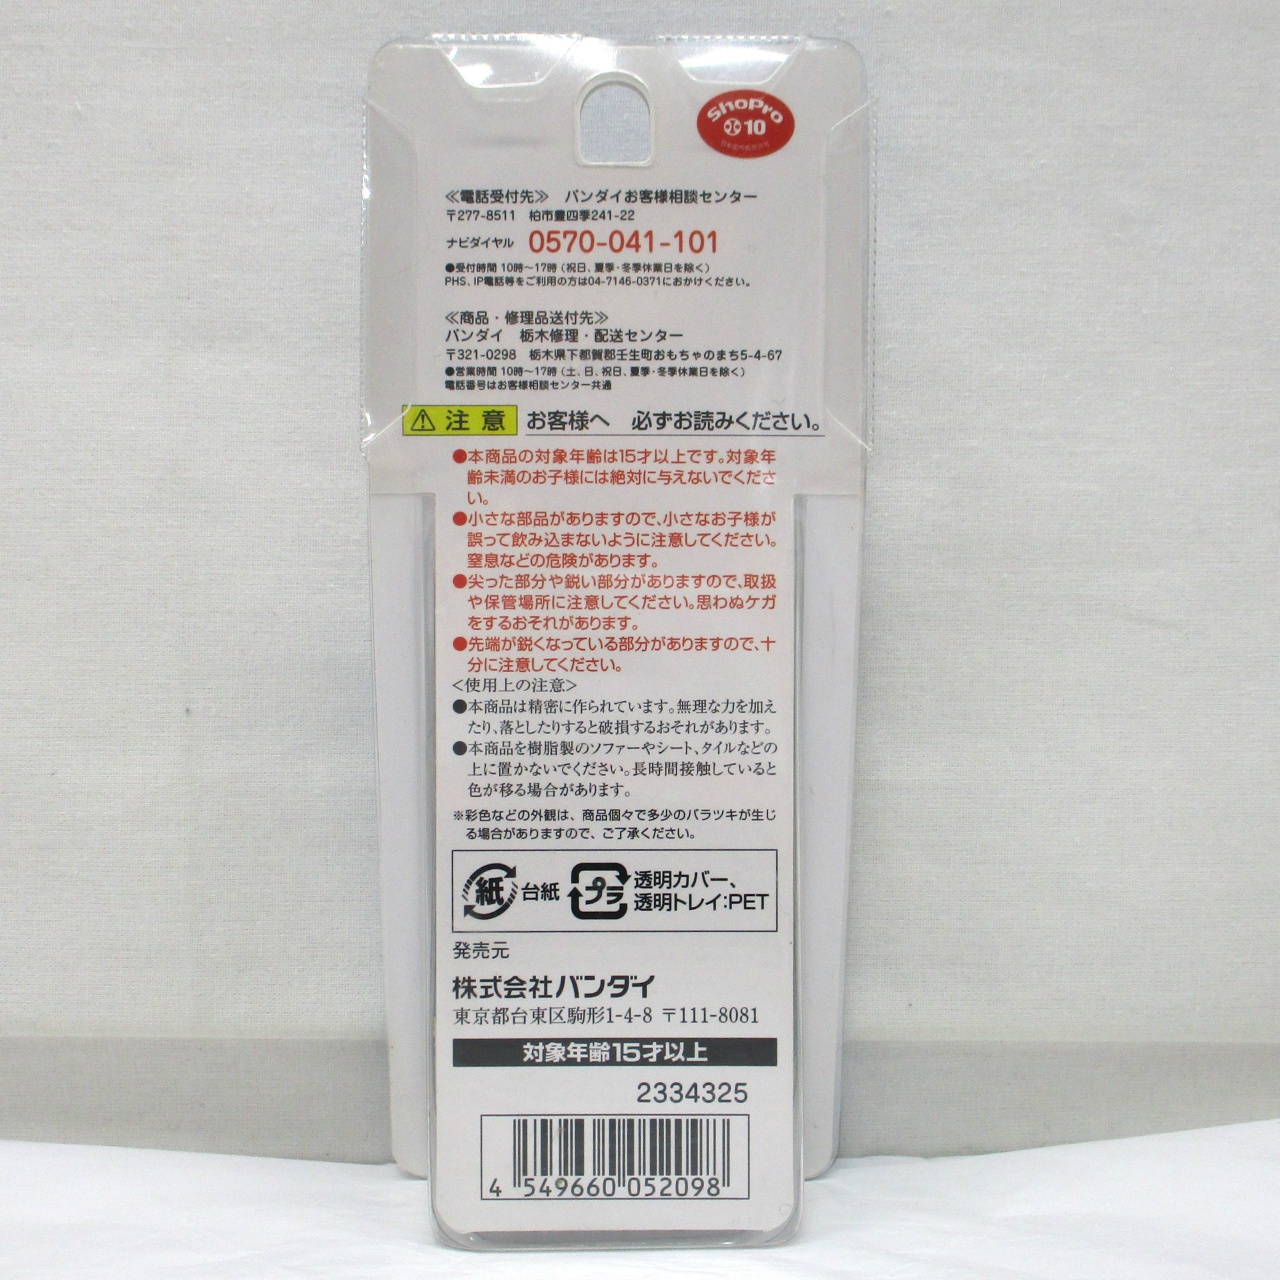 ShoPro
10
≪電話受付先≫ バンダイお客様相談センター
〒277-8511 柏市豊四季241-22
ナビダイヤル 0570-041-101
●受付時間 10時～17時（祝日、夏季・冬季休業日を除く）
PHS、IP電話等をご利用の方は04-7146-0371におかけください。
≪商品・修理品送付先≫
バンダイ 栃木修理・配送センター
〒321-0298 栃木県下都賀郡壬生町おもちゃのまち5-4-67
●営業時間 10時～17時（土、日、祝日、夏季・冬季休業日を除く）
電話番号はお客様相談センター共通
注意 お客様へ 必ずお読みください。
●本商品の対象年齢は15才以上です。対象年
齢未満のお子様には絶対に与えないでくださ
い。
●小さな部品がありますので、小さなお子様が
誤って飲み込まないように注意してください。
窒息などの危険があります。
●尖った部分や鋭い部分がありますので、取扱
や保管場所に注意してください。思わぬケガ
をするおそれがあります。
●先端が鋭くなっている部分がありますので、十
分に注意してください。
＜使用上の注意＞
●本商品は精密に作られています。無理な力を加え
たり、落としたりすると破損するおそれがあります。
●本商品を樹脂製のソファーやシート、タイルなどの
上に置かないでください。長時間接触していると
色が移る場合があります。
※彩色などの外観は、商品個々で多少のバラツキが生じ
る場合がありますので、ご了承ください。
紙 台紙 プラ 透明カバー、
透明トレイ:PET
発売元
株式会社バンダイ
東京都台東区駒形1-4-8 〒111-8081
対象年齢15才以上
2334325
4 549660 052098